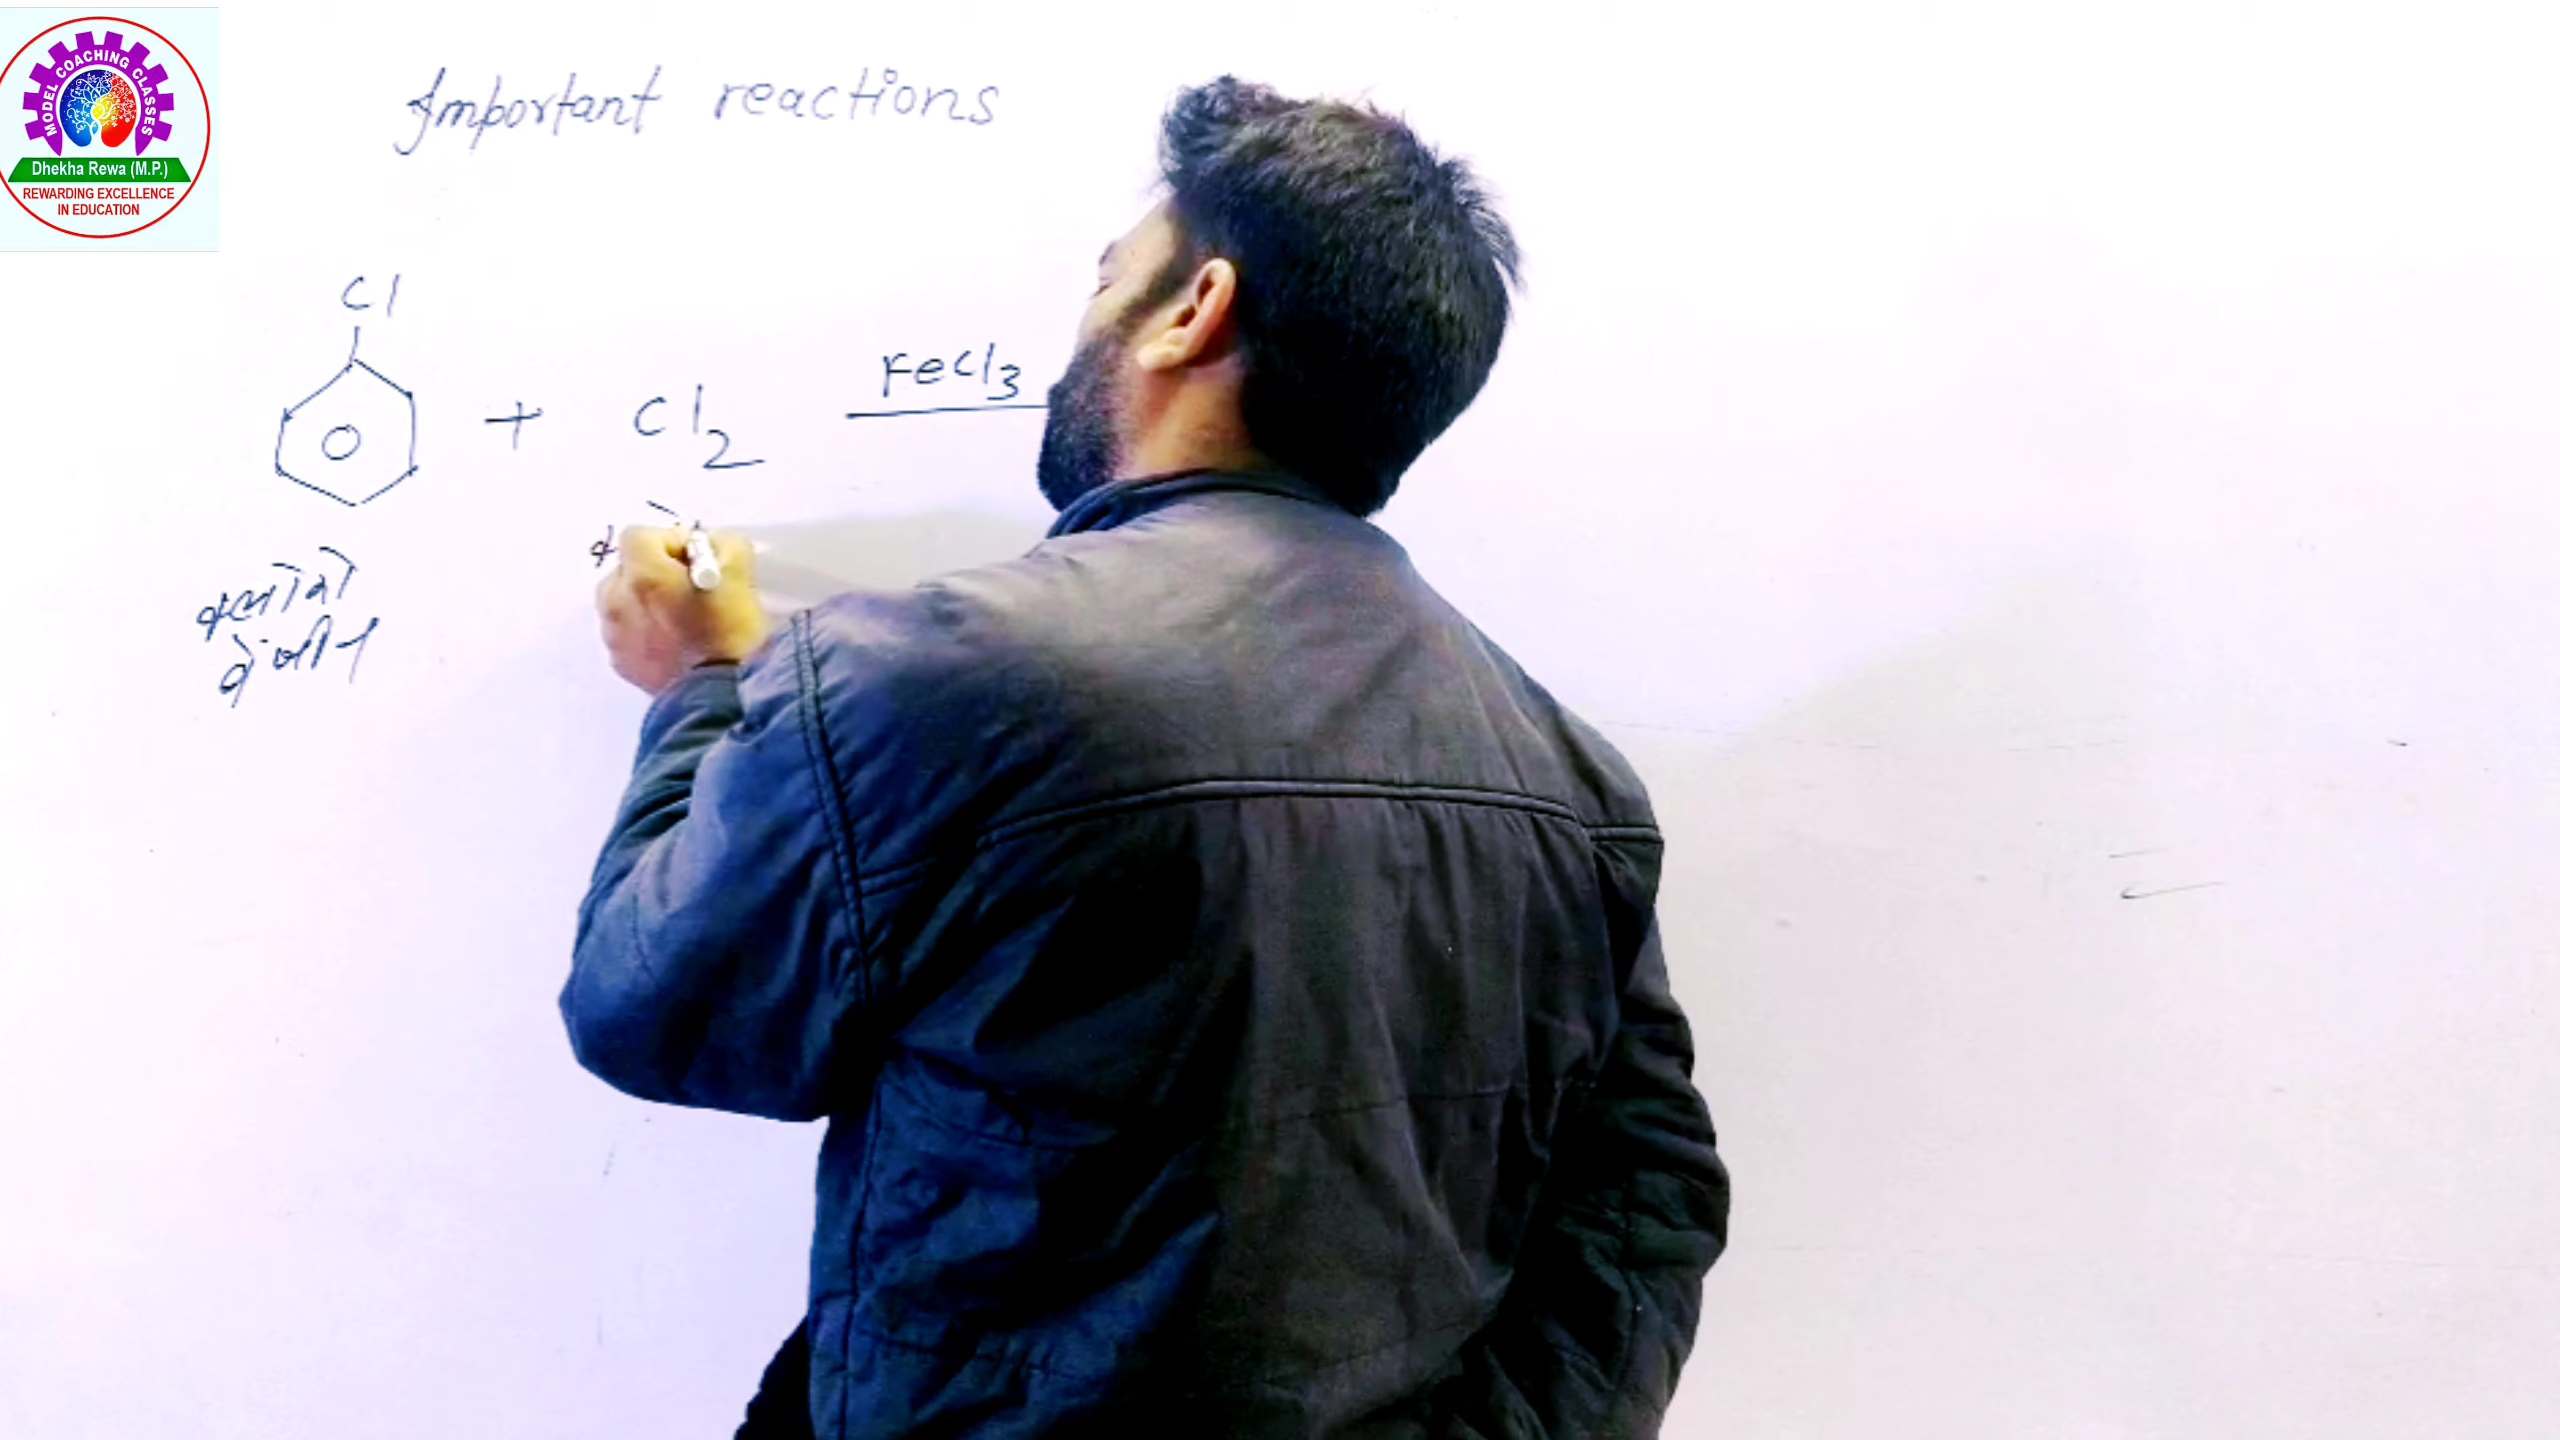 MODEL COACHING CLASSES
Dhekha Rewa (M.P.)
REWARDING EXCELLENCE
IN EDUCATION
Important reactions
Cl
+ Cl2 FeCl3
क्लोरो
बेंजीन